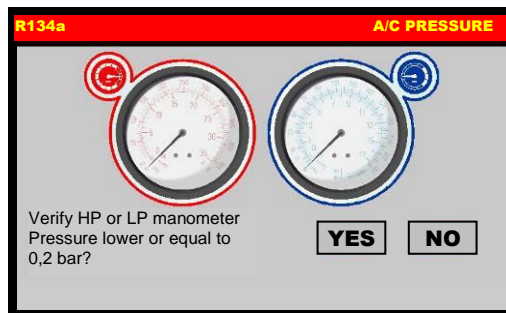 R134a A/C PRESSURE
Verify HP or LP manometer
Pressure lower or equal to
0,2 bar?
YES NO